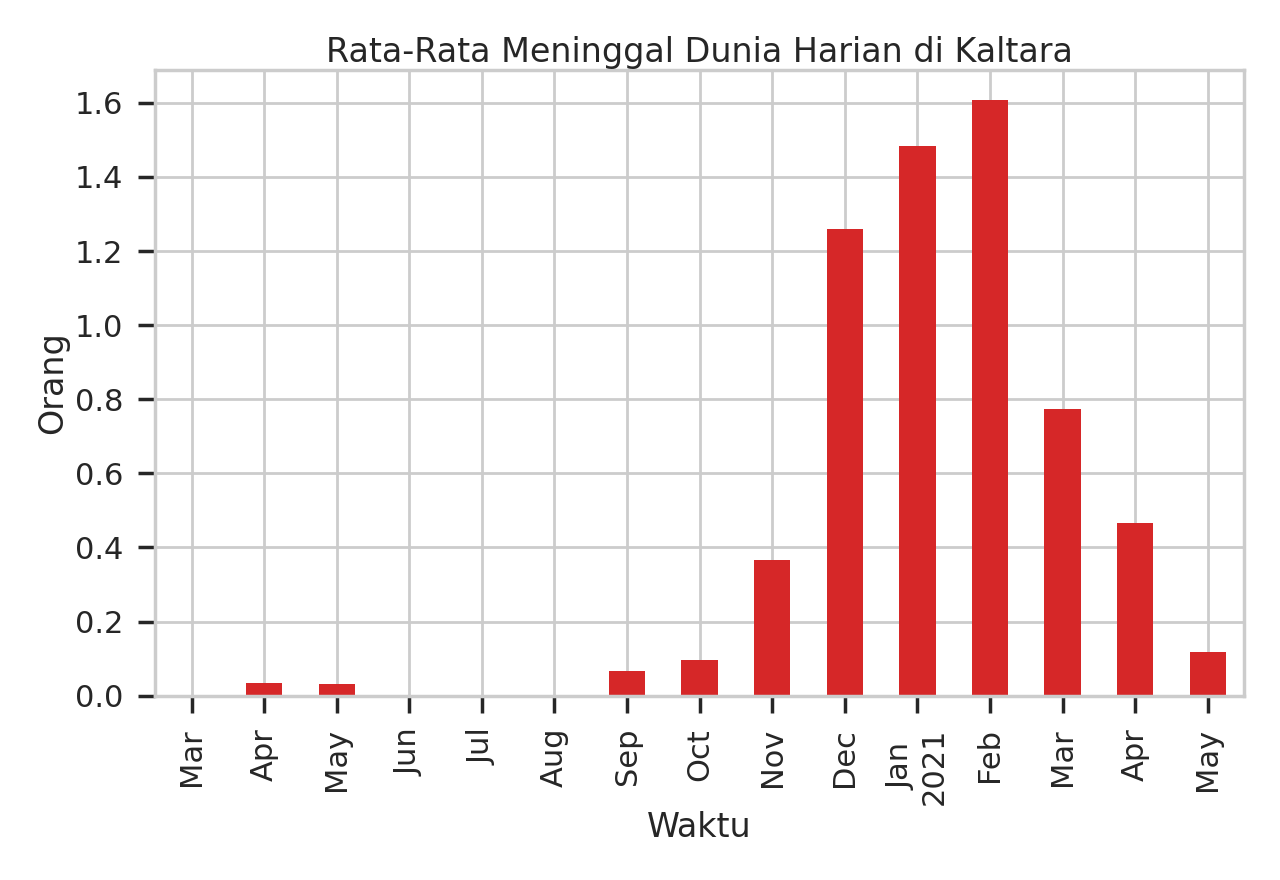 Rata-Rata Meninggal Dunia Harian di Kaltara
1.6
1.4
1.2
1.0
0.8
0.6
0.4
0.2
0.0
Orang
Mar
Apr
May
Jun
Jul
Aug
Sep
Oct
Nov
Dec
Jan
2021
Feb
Mar
Apr
May
Waktu